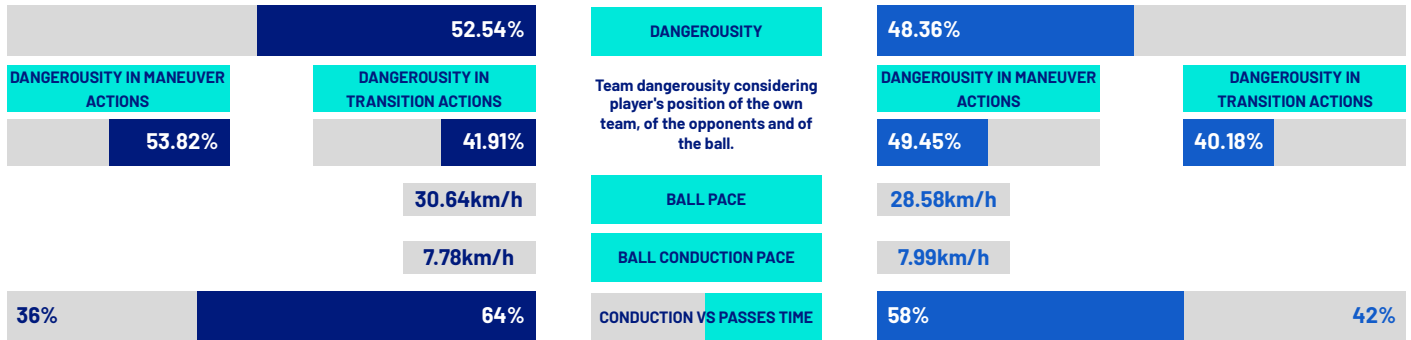 52.54%
DANGEROUSITY
48.36%
DANGEROUSITY IN MANEUVER
ACTIONS
DANGEROUSITY IN
TRANSITION ACTIONS
Team dangerousity considering
player's position of the own
team, of the opponents and of
the ball.
DANGEROUSITY IN MANEUVER
ACTIONS
DANGEROUSITY IN
TRANSITION ACTIONS
53.82%
41.91%
49.45%
40.18%
30.64km/h
BALL PACE
28.58km/h
7.78km/h
BALL CONDUCTION PACE
7.99km/h
36%
64%
CONDUCTION VS PASSES TIME
58%
42%